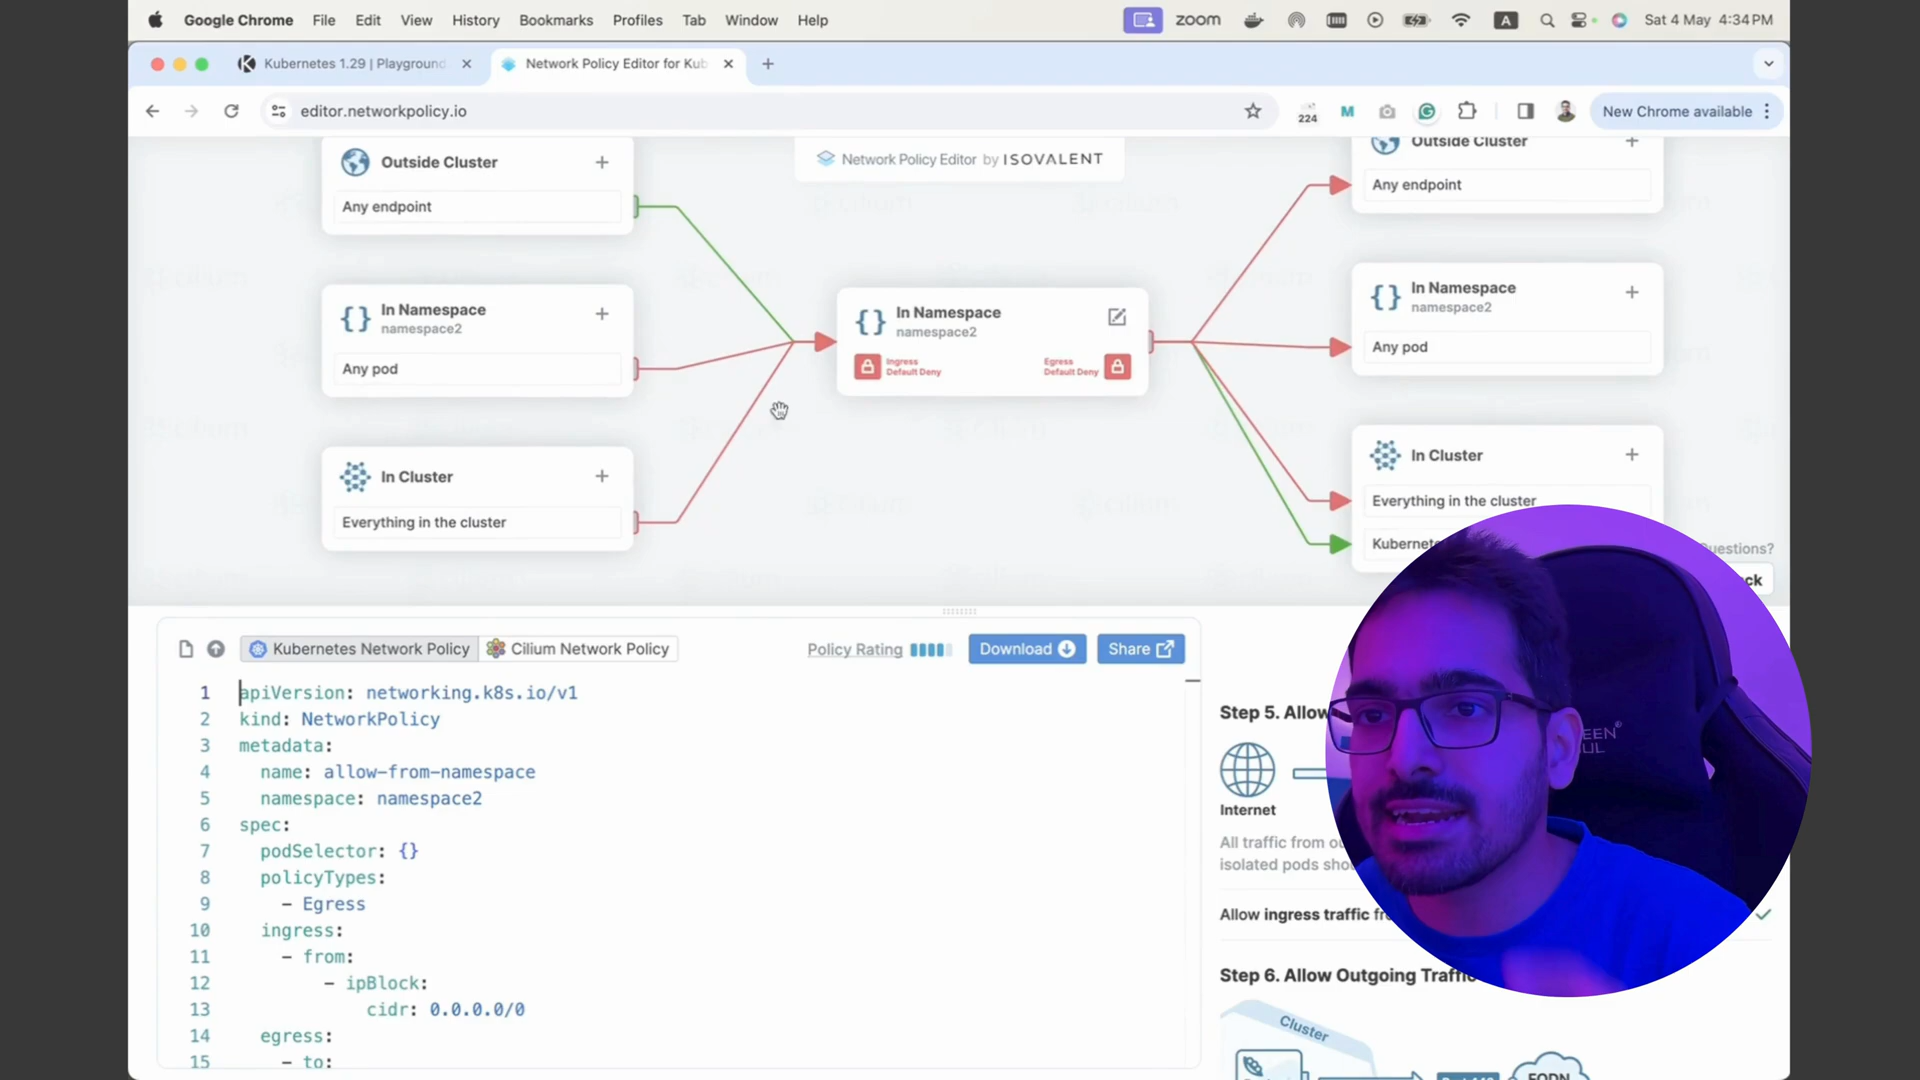 Google Chrome File Edit View History Bookmarks Profiles Tab Window Help zoom A Sat 4 May 4:34 PM
Kubernetes 1.29 | Playground Network Policy Editor for Kub
editor.networkpolicy.io 224 M New Chrome available
Outside Cluster
Any endpoint
In Namespace
namespace2
Any pod
In Cluster
Everything in the cluster
Network Policy Editor by ISOVALENT
In Namespace
namespace2
Ingress
Default Deny
Egress
Default Deny
Outside Cluster
Any endpoint
In Namespace
namespace2
Any pod
In Cluster
Everything in the cluster
Kubernete
uestions?
ck
Kubernetes Network Policy Cilium Network Policy Policy Rating Download Share
1 apiVersion: networking.k8s.io/v1
2 kind: NetworkPolicy
3 metadata:
4 name: allow-from-namespace
5 namespace: namespace2
6 spec:
7 podSelector: {}
8 policyTypes:
9 - Egress
10 ingress:
11 - from:
12 - ipBlock:
13 cidr: 0.0.0.0/0
14 egress:
15 - to:
Step 5. Allow
Internet
All traffic from ou
isolated pods sho
Allow ingress traffic fr
Step 6. Allow Outgoing Traffic
Cluster
FQDN
EEN
UL